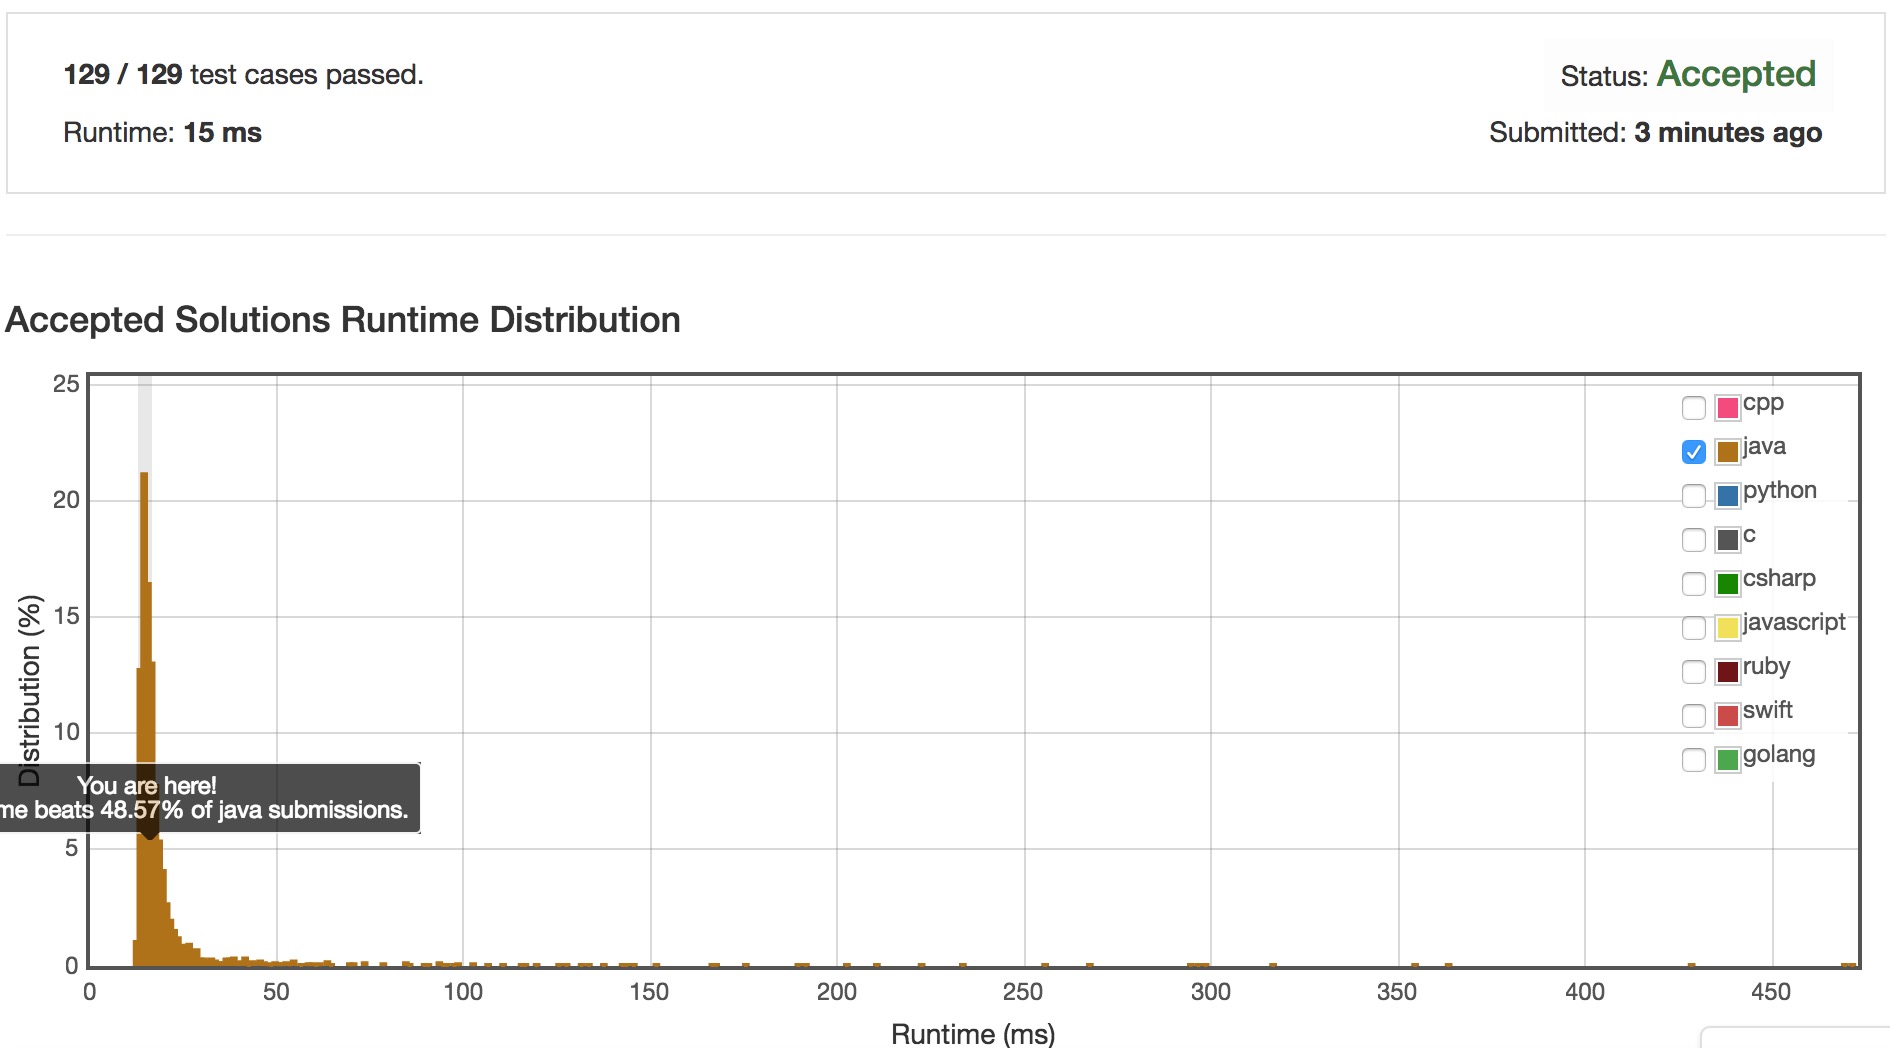 129 / 129 test cases passed.
Status: Accepted
Runtime: 15 ms
Submitted: 3 minutes ago
Accepted Solutions Runtime Distribution
25
20
15
10
5
0
Distribution (%)
You are here!
me beats 48.57% of java submissions.
cpp
java
python
c
csharp
javascript
ruby
swift
golang
0 50 100 150 200 250 300 350 400 450
Runtime (ms)